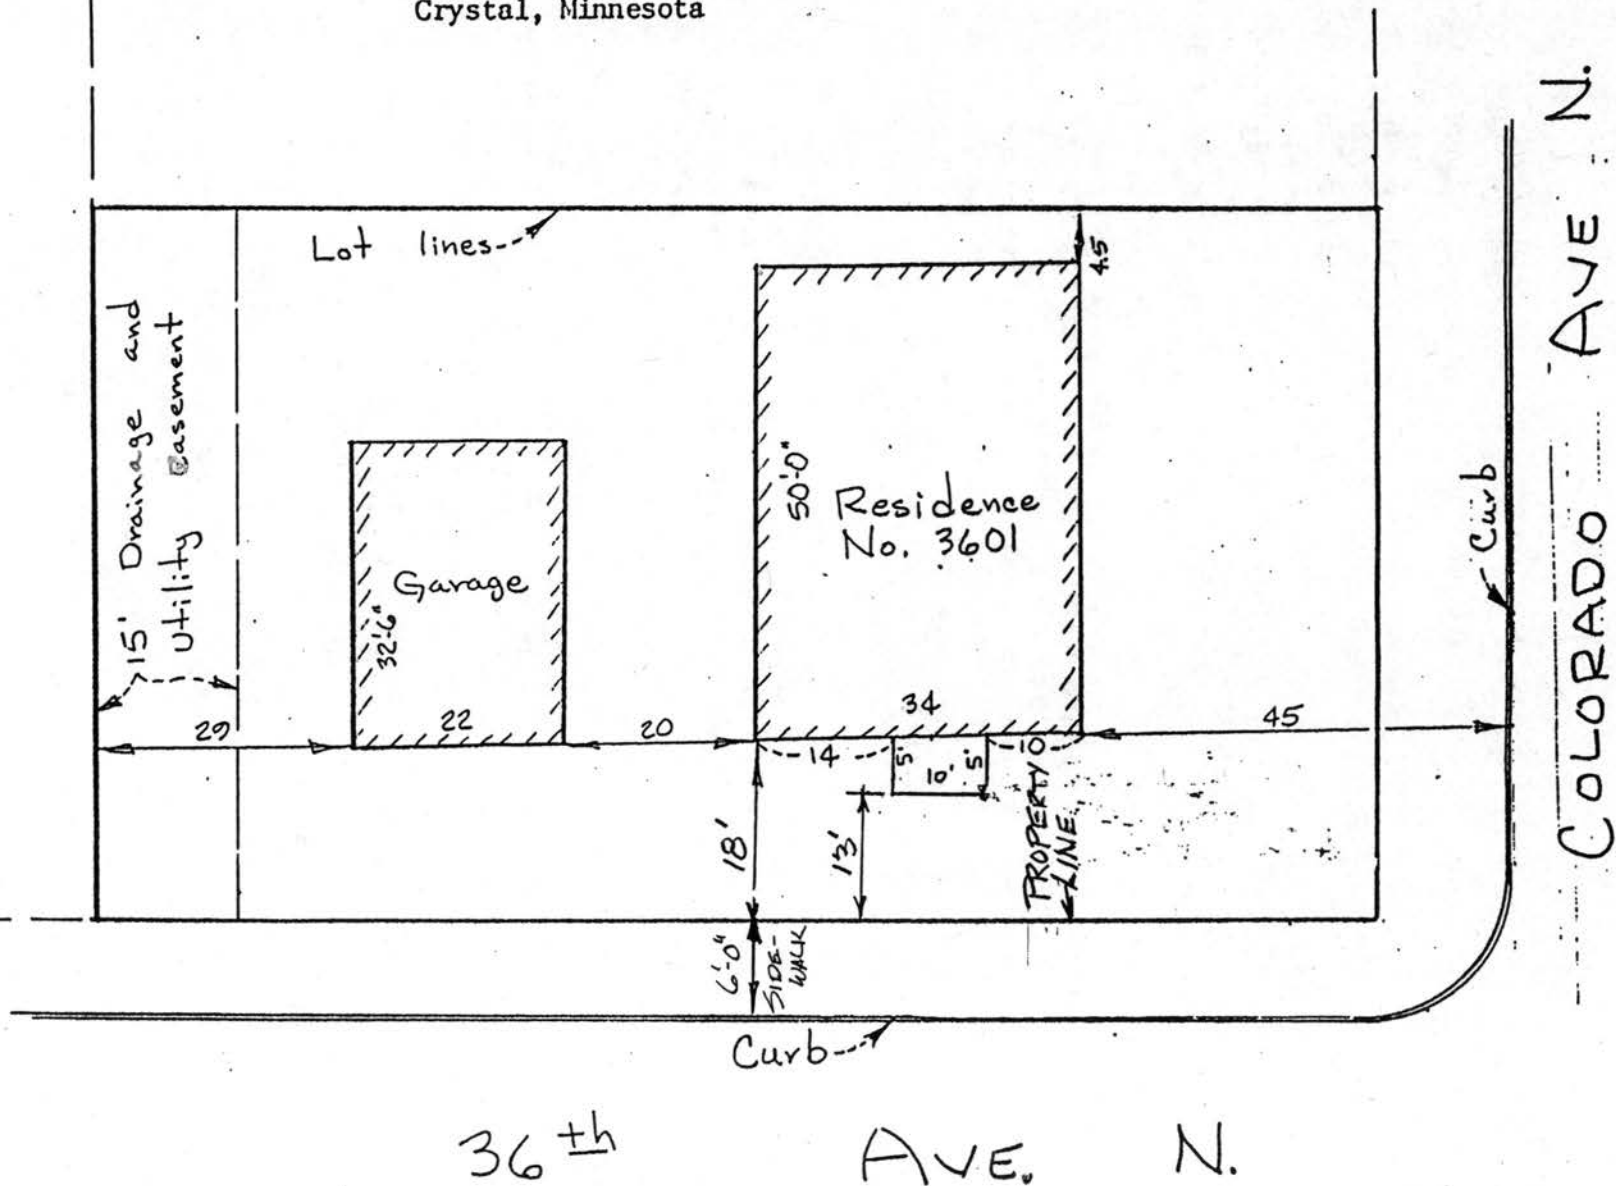 Crystal, Minnesota
Lot lines
4.5
15' Drainage and
utility easement
50'-0"
Residence
No. 3601
Garage
32'-6"
29
22
20
34
45
14
5'
10'
5'
10
18'
13'
PROPERTY
LINE
6'-0"
SIDE-
WALK
Curb
Curb
COLORADO AVE N.
36th AVE. N.